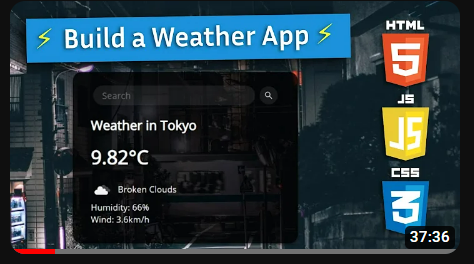 ⚡ Build a Weather App ⚡
HTML
5
Search
JS
JS
Weather in Tokyo
9.82°C
CSS
3
Broken Clouds
Humidity: 66%
Wind: 3.6km/h
37:36